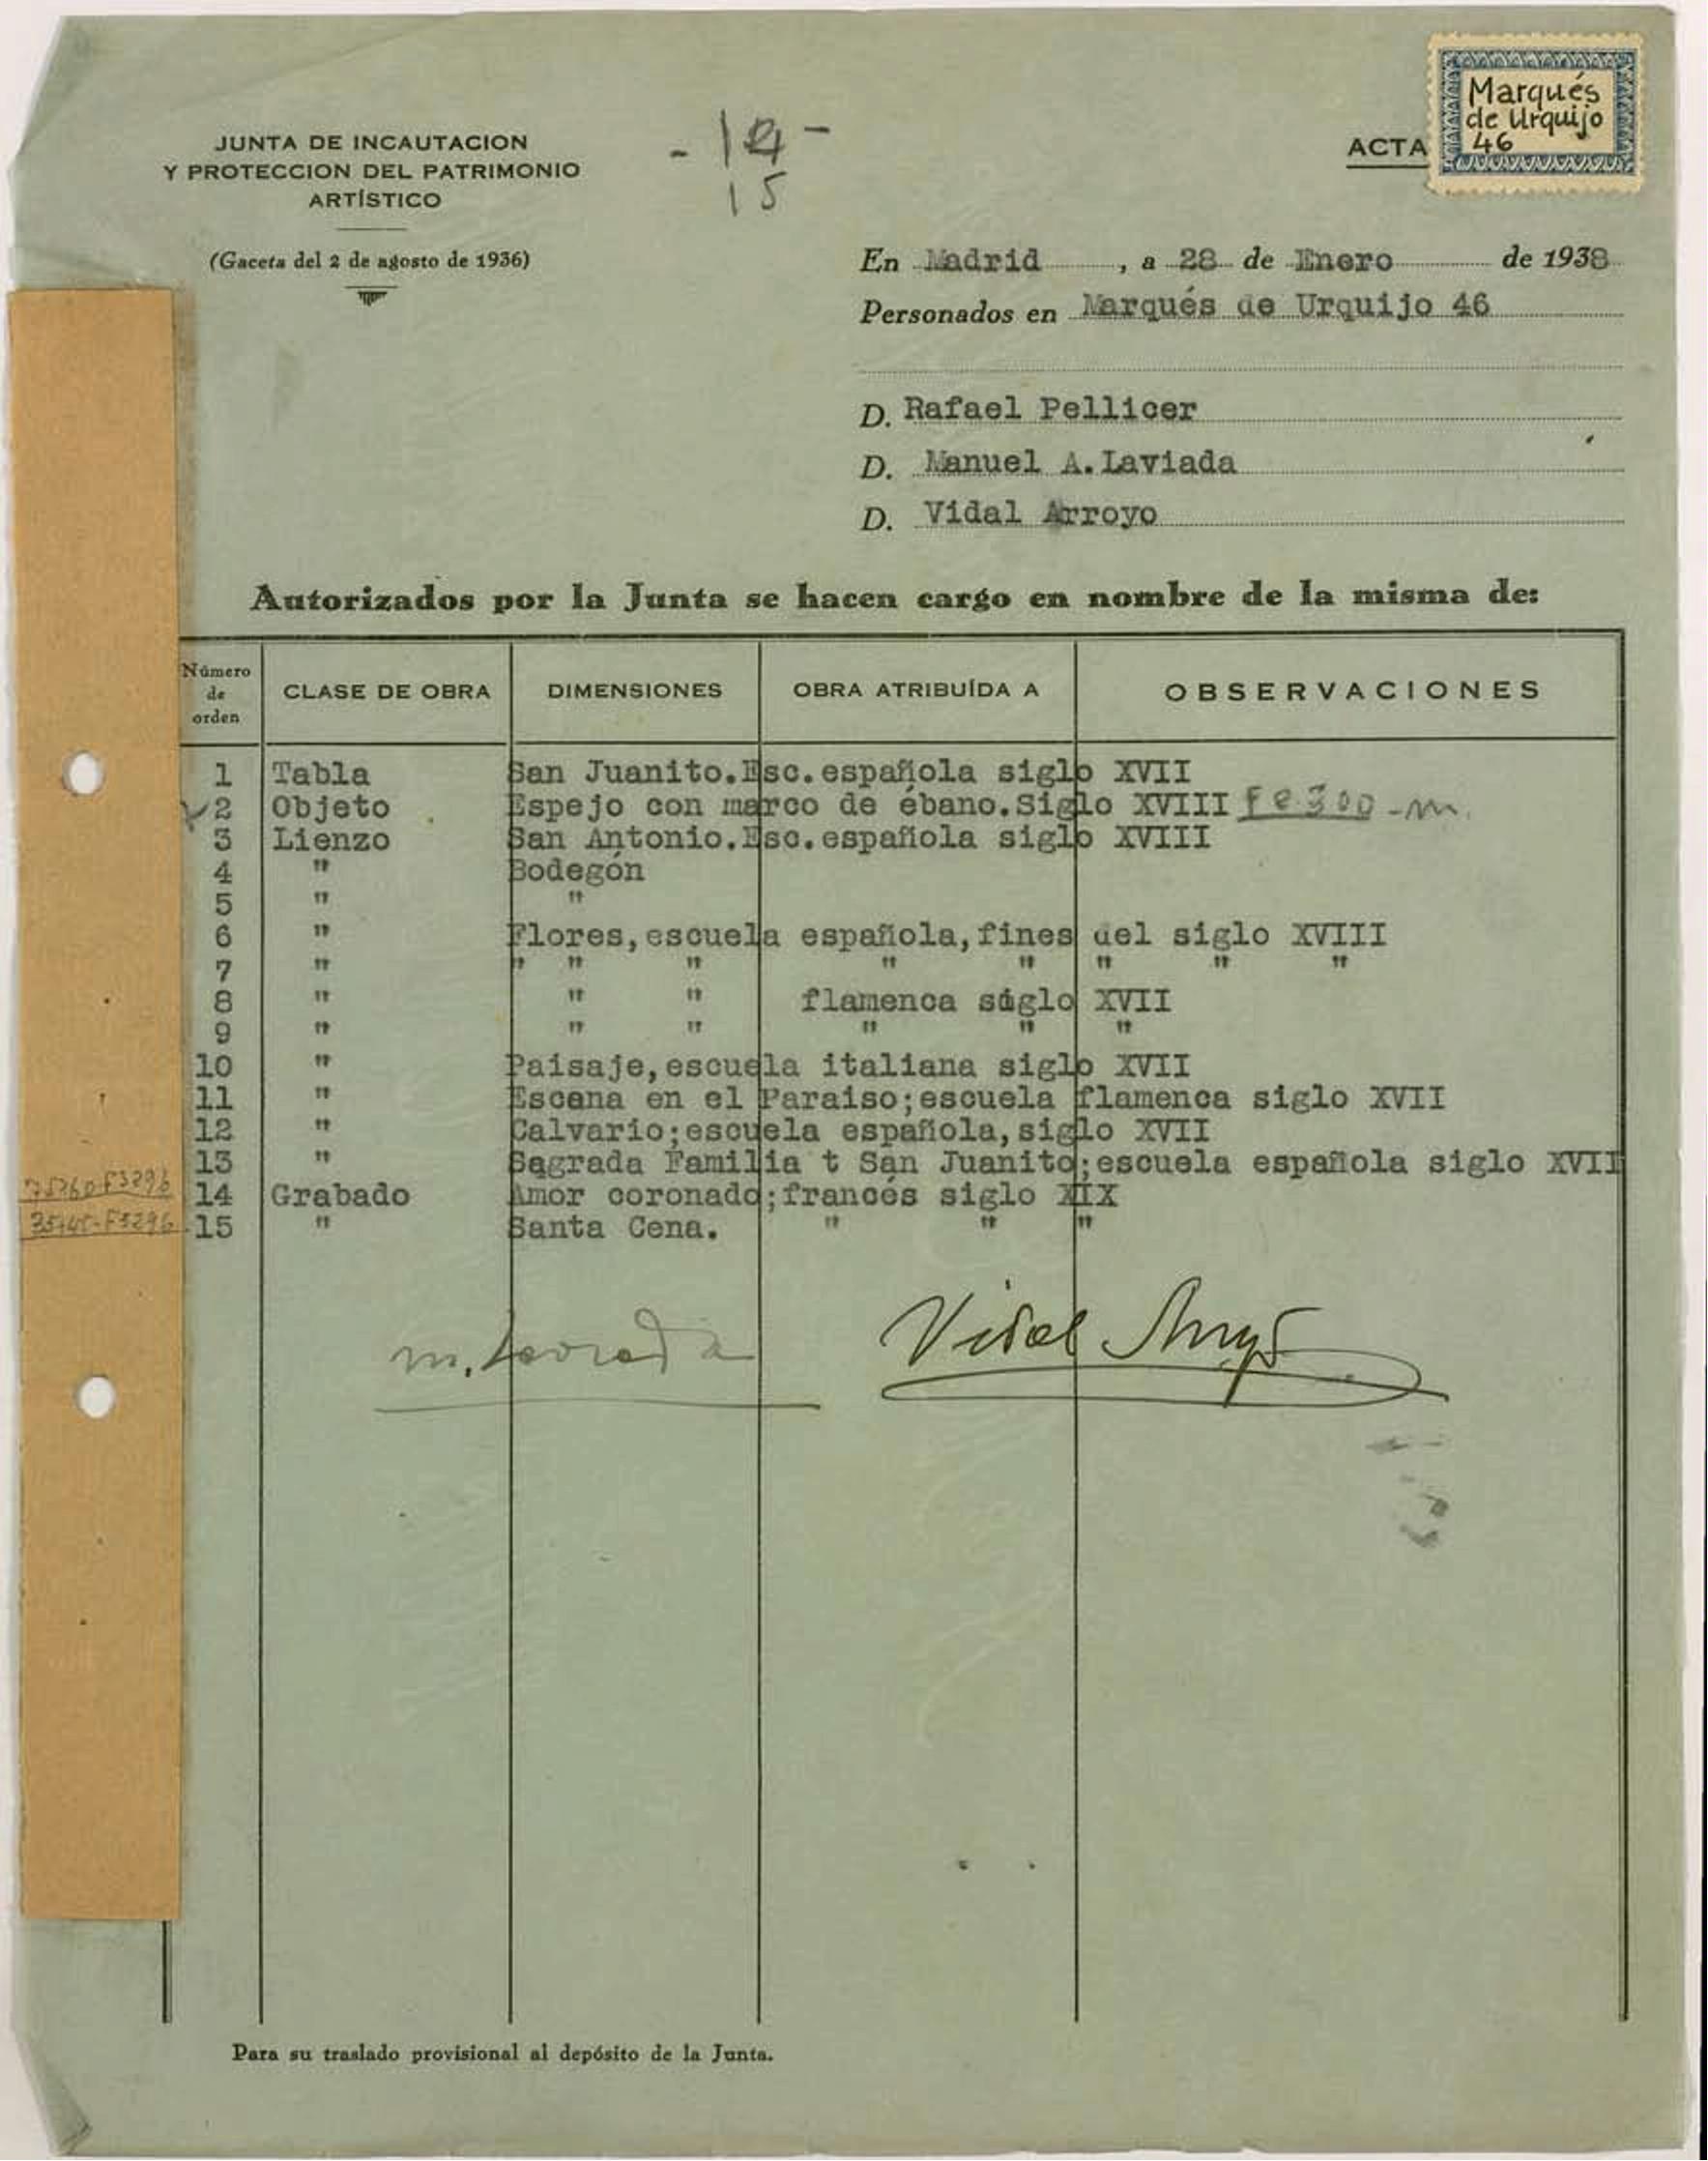 JUNTA DE INCAUTACION
Y PROTECCION DEL PATRIMONIO
ARTÍSTICO
(Gaceta del 2 de agosto de 1936)
15
ACTA
Marqués
de Urquijo
46
En Madrid, a 28 de Enero de 1938
Personados en Marqués de Urquijo 46
D. Rafael Pellicer
D. Manuel A. Laviada
D. Vidal Arroyo
Autorizados por la Junta se hacen cargo en nombre de la misma de:
Número de orden CLASE DE OBRA DIMENSIONES OBRA ATRIBUÍDA A OBSERVACIONES
1 Tabla San Juanito.Esc.española siglo XVII
2 Objeto Espejo con marco de ébano.Siglo XVIII Fe 300-m.
3 Lienzo San Antonio.Esc.española siglo XVIII
4 " Bodegón
5 " "
6 " Flores,escuela española,fines del siglo XVIII
7 " " " " " " " " "
8 " " " flamenca siglo XVII
9 " " " " " "
10 " Paisaje,escuela italiana siglo XVII
11 " Escena en el Paraiso;escuela flamenca siglo XVII
12 " Calvario;escuela española,siglo XVII
13 " Sagrada Familia t San Juanito;escuela española siglo XVII
14 Grabado Amor coronado;francés siglo XIX
15 " Santa Cena. " " "
m. Laviada
Vidal Arroyo
Para su traslado provisional al depósito de la Junta.